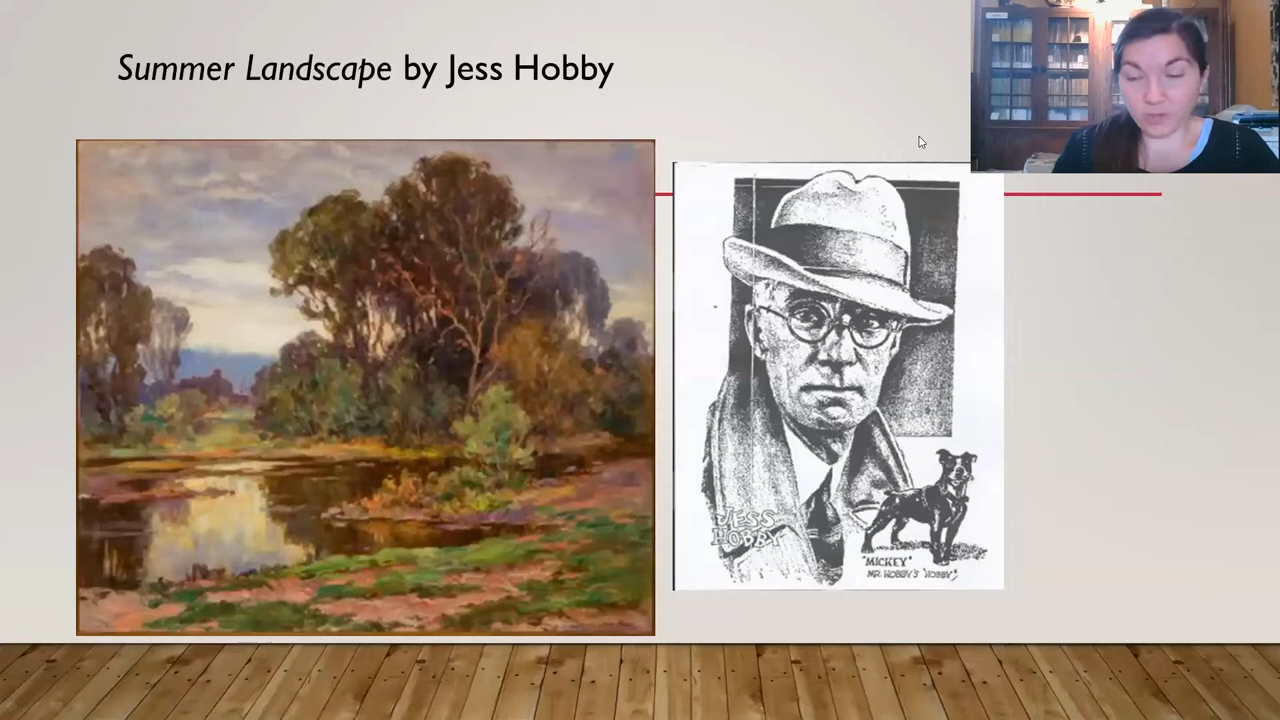 Summer Landscape by Jess Hobby
JESS
HOBBY
"MICKEY"
MR. HOBBY'S "HOBBY"